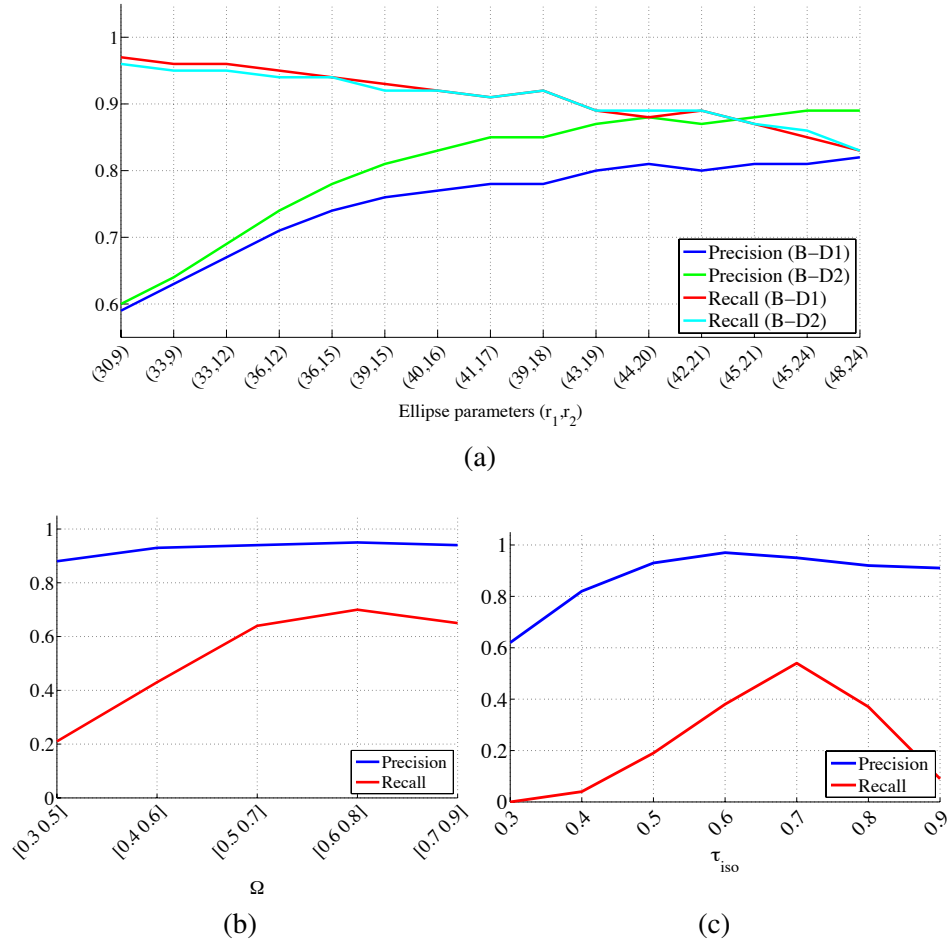 1
0.9
0.8
0.7
0.6
Precision (B−D1)
Precision (B−D2)
Recall (B−D1)
Recall (B−D2)
(30,9) (33,9) (33,12) (36,12) (36,15) (39,15) (40,16) (41,17) (39,18) (43,19) (44,20) (42,21) (45,21) (45,24) (48,24)
Ellipse parameters (r1,r2)
(a)
1
0.8
0.6
0.4
0.2
0
Precision
Recall
[0.3 0.5] [0.4 0.6] [0.5 0.7] [0.6 0.8] [0.7 0.9]
Ω
(b)
1
0.8
0.6
0.4
0.2
0
Precision
Recall
0.3 0.4 0.5 0.6 0.7 0.8 0.9
τiso
(c)